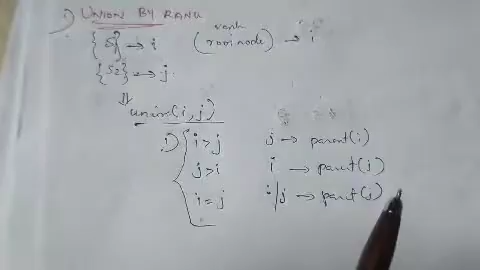 i) UNION BY RANK
{S1} → i rank (root node) → i
{S2} → j
⇓
union(i, j)
i) i > j j → parent(i)
j > i i → parent(j)
i = j i/j → parent(j)